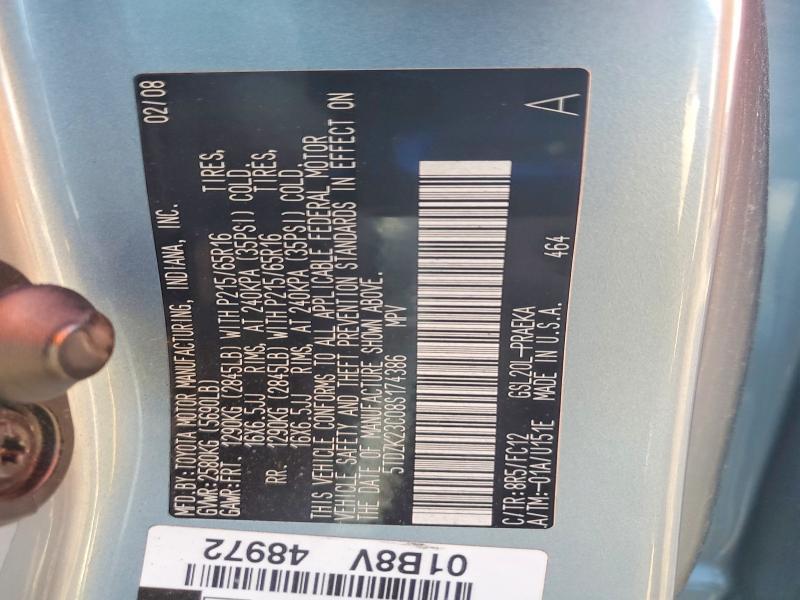 MFD.BY:TOYOTA MOTOR MANUFACTURING, INDIANA, INC. 02/08
GVWR:2580KG (5690LB)
GAWR:FRT 1290KG (2845LB) WITH P215/65R16 TIRES,
16X6.5JJ RIMS, AT 240KPA (35PSI) COLD
RR. 1290KG (2845LB) WITH P215/65R16 TIRES,
16X6.5JJ RIMS, AT 240KPA (35PSI) COLD
THIS VEHICLE CONFORMS TO ALL APPLICABLE FEDERAL MOTOR
VEHICLE SAFETY AND THEFT PREVENTION STANDARDS IN EFFECT ON
THE DATE OF MANUFACTURE SHOWN ABOVE.
5TDZK23C08S174386 MPV
C/TR:8R5/FC12 GSL20L-PRAEKA 464
A/TM:-01A/U151E MADE IN U.S.A. A
48972
01B8V